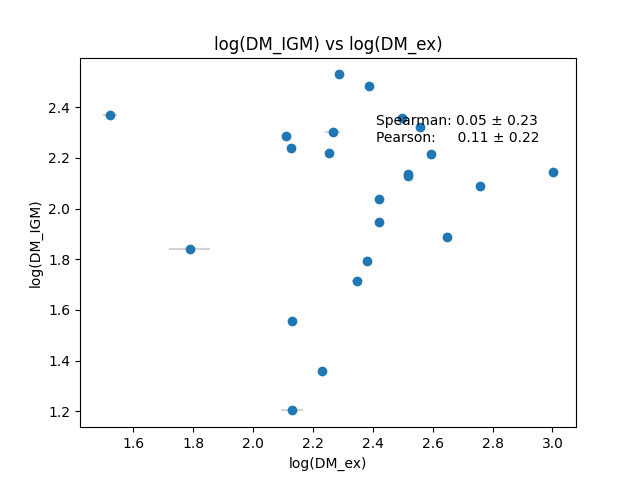 log(DM_IGM) vs log(DM_ex)
2.4
2.2
2.0
1.8
1.6
1.4
1.2
log(DM_IGM)
Spearman: 0.05 ± 0.23
Pearson: 0.11 ± 0.22
1.6 1.8 2.0 2.2 2.4 2.6 2.8 3.0
log(DM_ex)